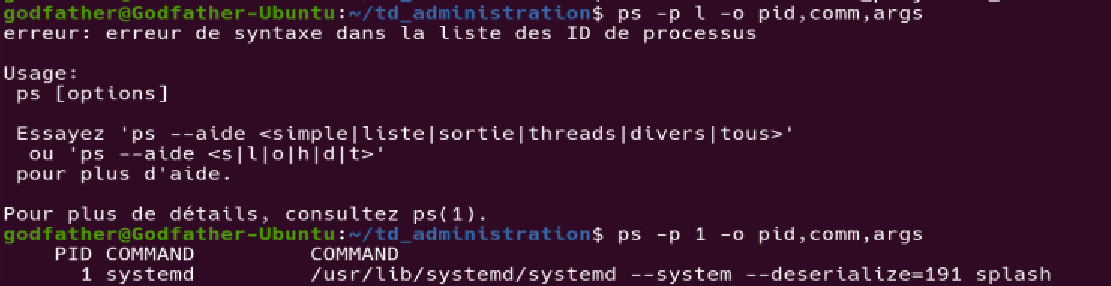 godfather@Godfather-Ubuntu:~/td_administration$ ps -p l -o pid,comm,args
erreur: erreur de syntaxe dans la liste des ID de processus

Usage:
 ps [options]

 Essayez 'ps --aide <simple|liste|sortie|threads|divers|tous>'
  ou 'ps --aide <s|l|o|h|d|t>'
 pour plus d'aide.

Pour plus de détails, consultez ps(1).
godfather@Godfather-Ubuntu:~/td_administration$ ps -p 1 -o pid,comm,args
    PID COMMAND         COMMAND
      1 systemd         /usr/lib/systemd/systemd --system --deserialize=191 splash